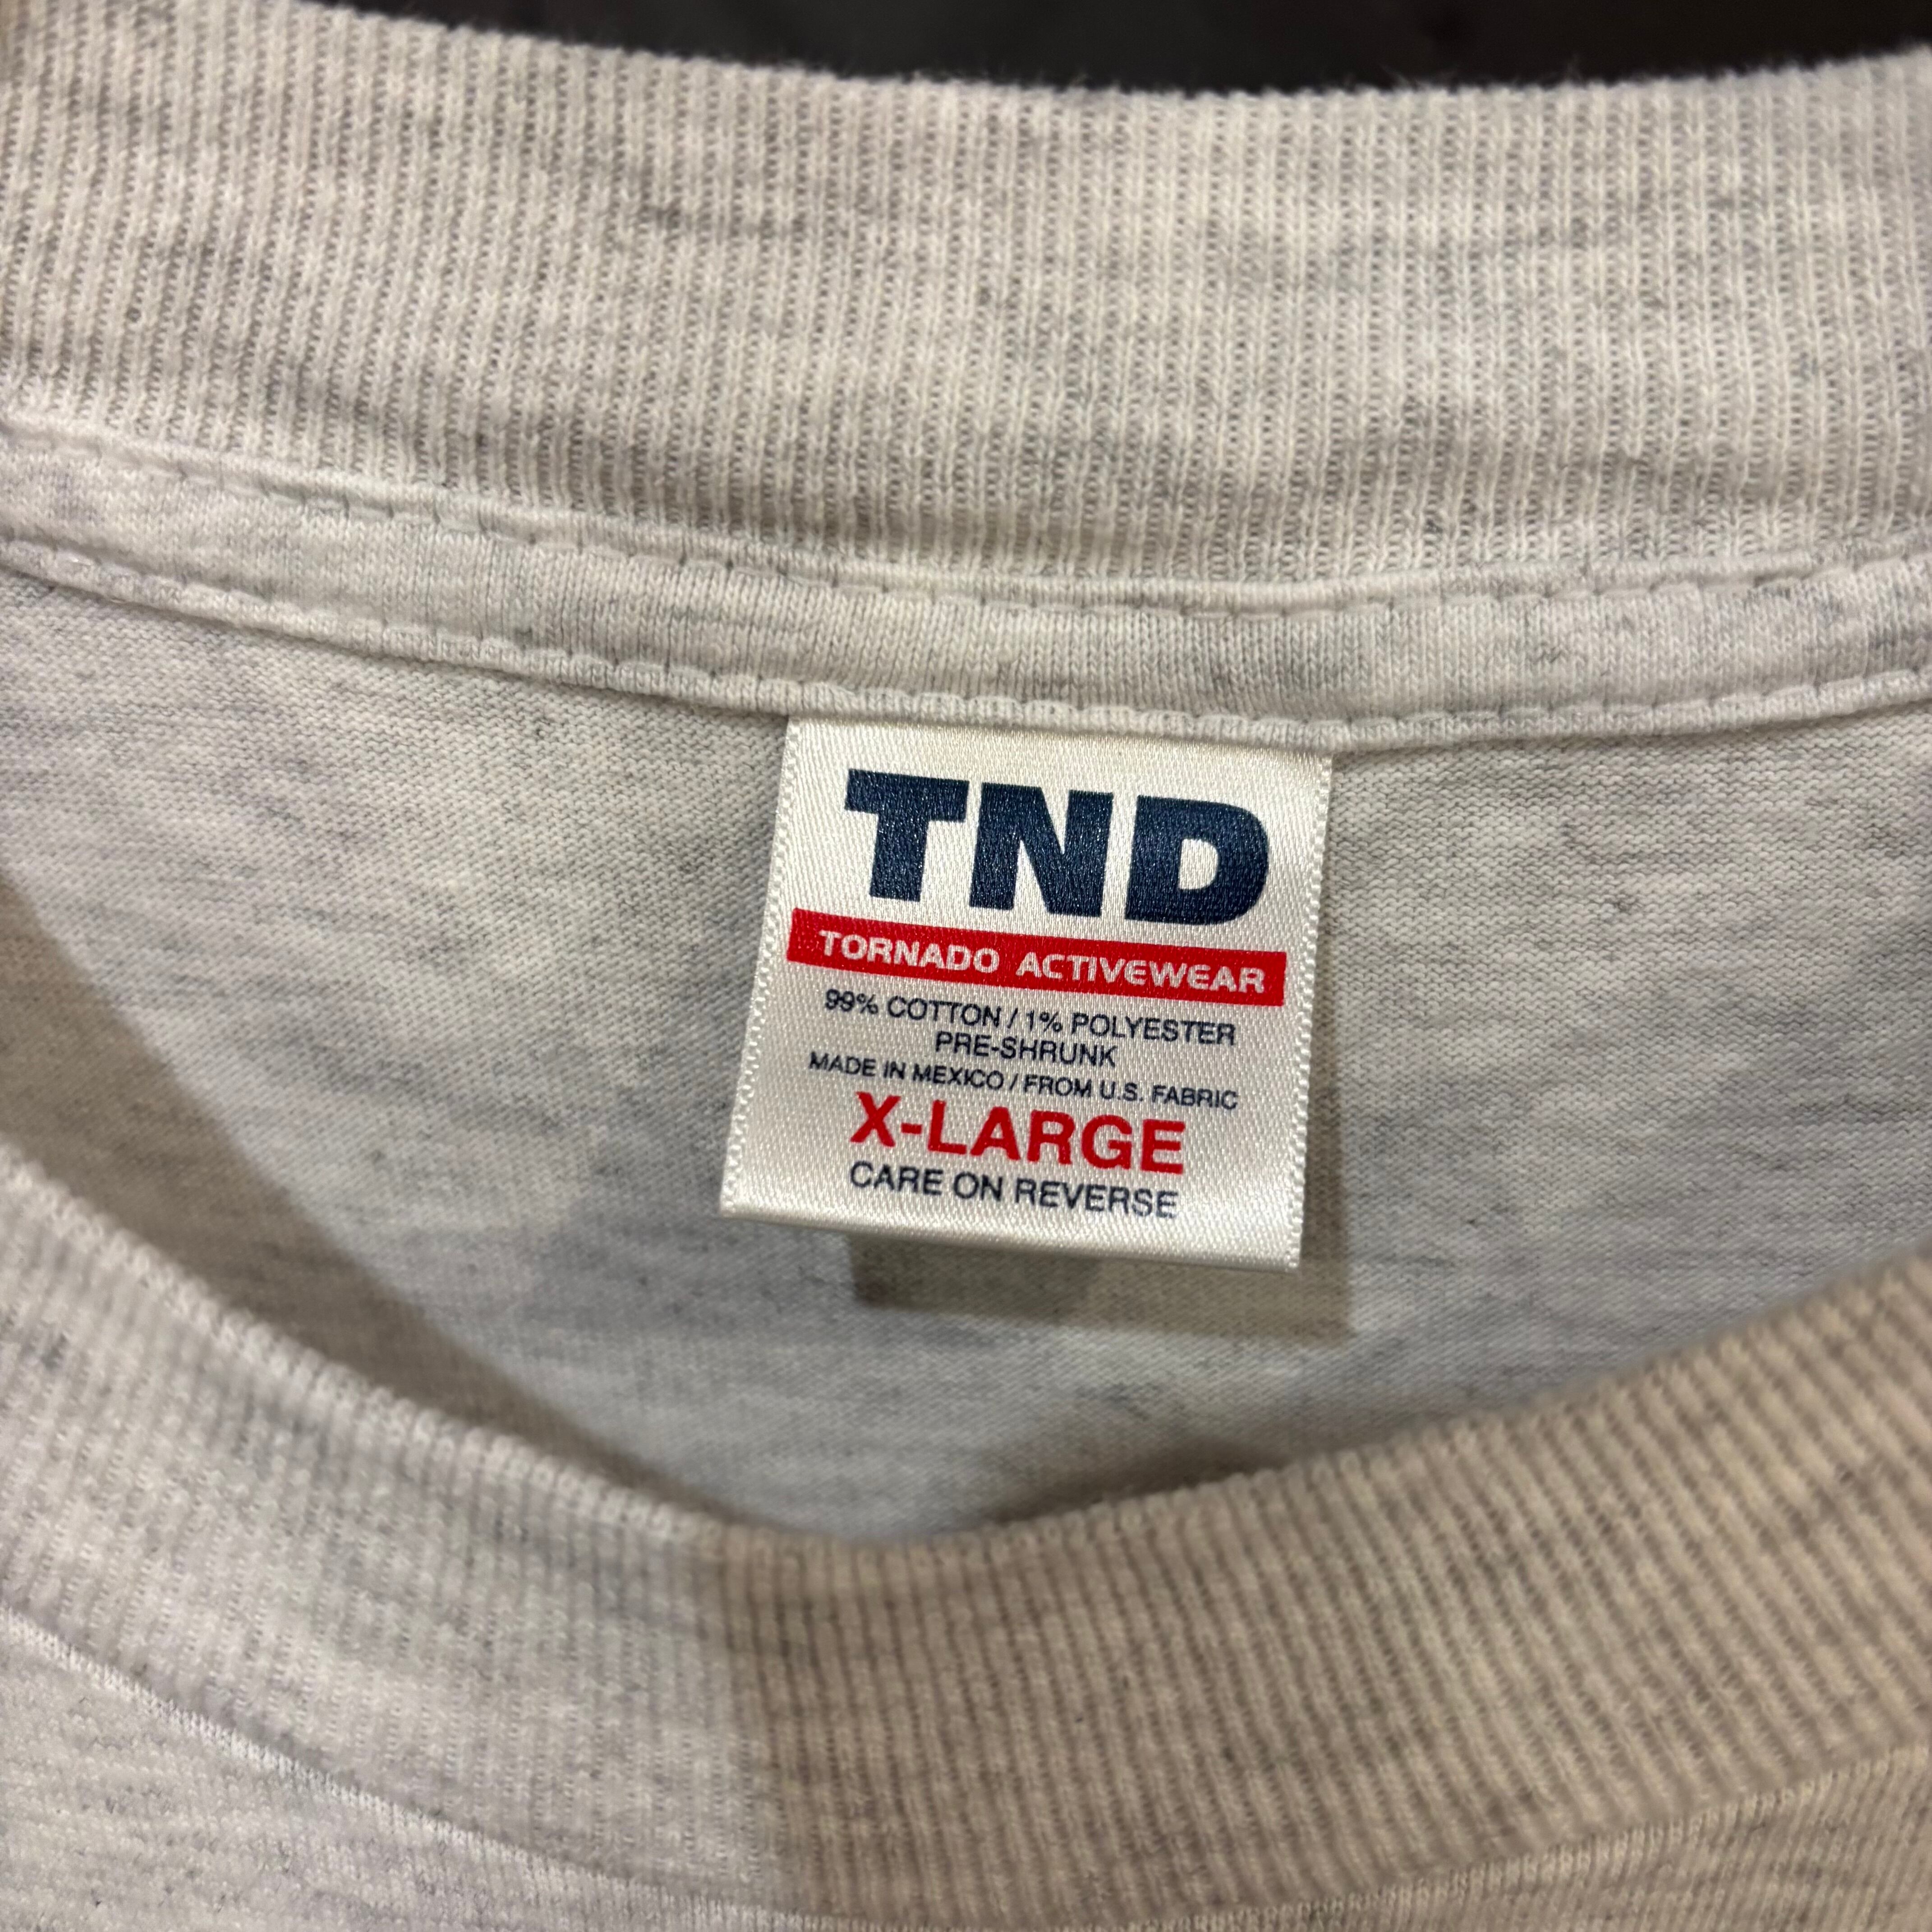 TND
TORNADO ACTIVEWEAR
99% COTTON / 1% POLYESTER
PRE-SHRUNK
MADE IN MEXICO / FROM U.S. FABRIC
X-LARGE
CARE ON REVERSE